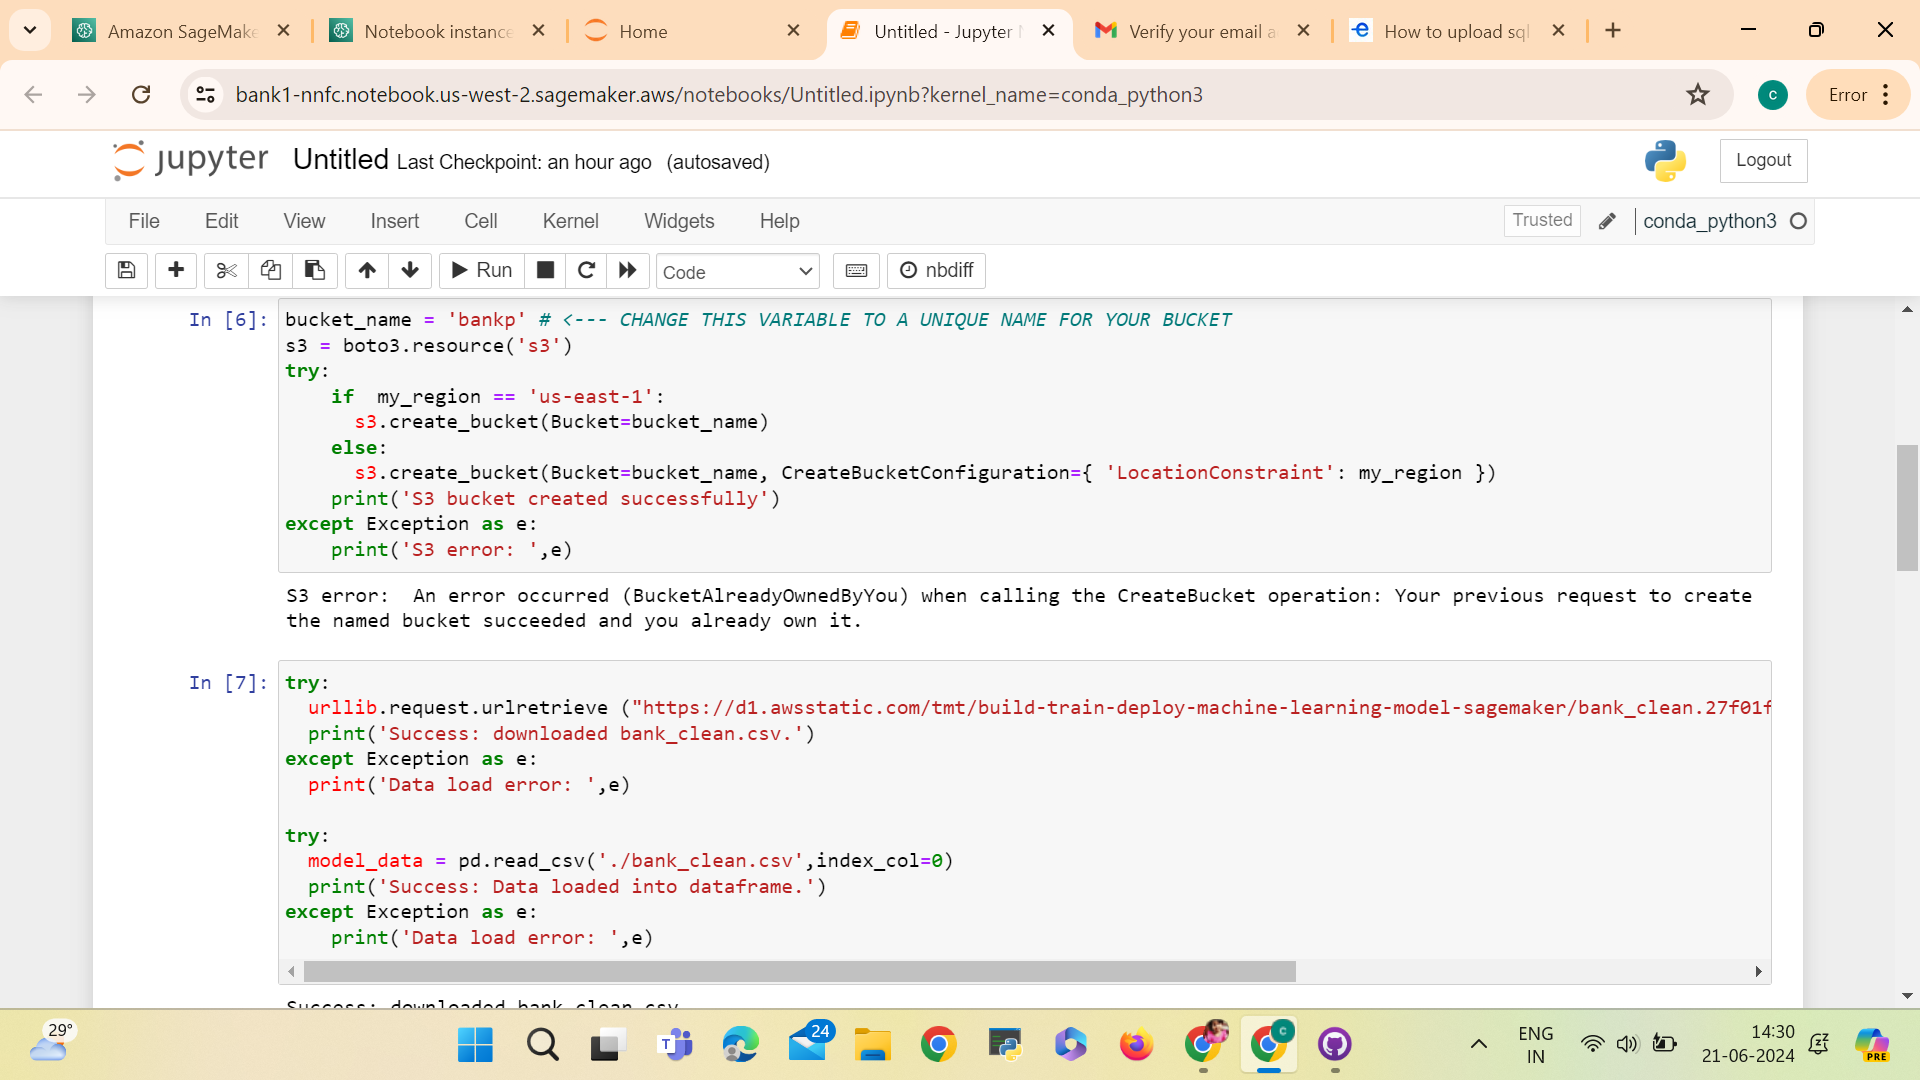 Amazon SageMake
Notebook instance
Home
Untitled - Jupyter
Verify your email a
How to upload sql
bank1-nnfc.notebook.us-west-2.sagemaker.aws/notebooks/Untitled.ipynb?kernel_name=conda_python3
c
Error
jupyter Untitled Last Checkpoint: an hour ago (autosaved)
Logout
File Edit View Insert Cell Kernel Widgets Help
Trusted
conda_python3
Run
Code
nbdiff
In [6]:
bucket_name = 'bankp' # <--- CHANGE THIS VARIABLE TO A UNIQUE NAME FOR YOUR BUCKET
s3 = boto3.resource('s3')
try:
    if  my_region == 'us-east-1':
      s3.create_bucket(Bucket=bucket_name)
    else:
      s3.create_bucket(Bucket=bucket_name, CreateBucketConfiguration={ 'LocationConstraint': my_region })
    print('S3 bucket created successfully')
except Exception as e:
    print('S3 error: ',e)
S3 error:  An error occurred (BucketAlreadyOwnedByYou) when calling the CreateBucket operation: Your previous request to create
the named bucket succeeded and you already own it.
In [7]:
try:
  urllib.request.urlretrieve ("https://d1.awsstatic.com/tmt/build-train-deploy-machine-learning-model-sagemaker/bank_clean.27f01f
  print('Success: downloaded bank_clean.csv.')
except Exception as e:
  print('Data load error: ',e)
try:
  model_data = pd.read_csv('./bank_clean.csv',index_col=0)
  print('Success: Data loaded into dataframe.')
except Exception as e:
    print('Data load error: ',e)
Success: downloaded bank_clean.csv.
29°
24
C
ENG
IN
14:30
21-06-2024
PRE